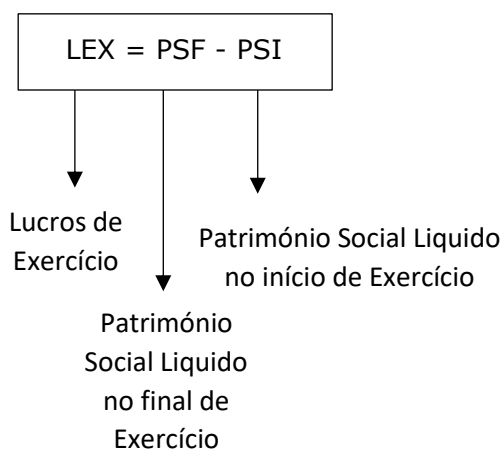 LEX = PSF - PSI
Lucros de
Exercício
Património Social Liquido
no início de Exercício
Património
Social Liquido
no final de
Exercício